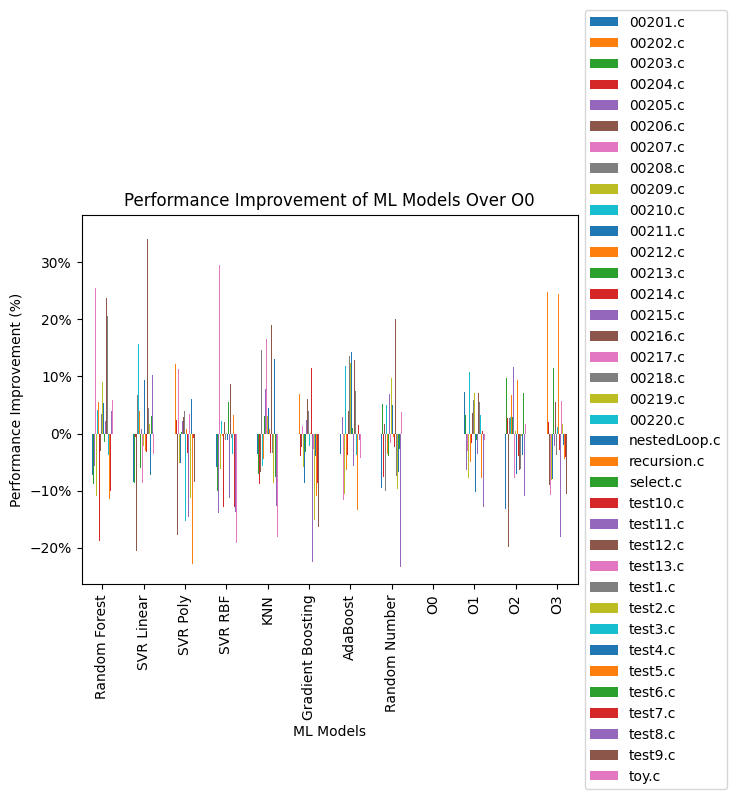 Performance Improvement of ML Models Over O0
Performance Improvement (%)
30%
20%
10%
0%
−10%
−20%
Random Forest
SVR Linear
SVR Poly
SVR RBF
KNN
Gradient Boosting
AdaBoost
Random Number
O0
O1
O2
O3
ML Models
00201.c
00202.c
00203.c
00204.c
00205.c
00206.c
00207.c
00208.c
00209.c
00210.c
00211.c
00212.c
00213.c
00214.c
00215.c
00216.c
00217.c
00218.c
00219.c
00220.c
nestedLoop.c
recursion.c
select.c
test10.c
test11.c
test12.c
test13.c
test1.c
test2.c
test3.c
test4.c
test5.c
test6.c
test7.c
test8.c
test9.c
toy.c